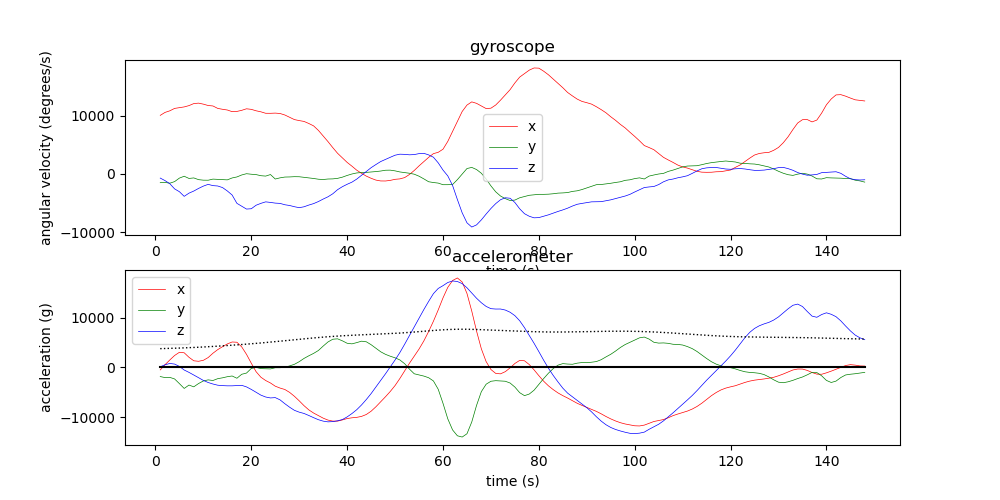 gyroscope
angular velocity (degrees/s)
10000
0
−10000
x
y
z
0 20 40 60 80 100 120 140
time (s)
accelerometer
acceleration (g)
10000
0
−10000
x
y
z
0 20 40 60 80 100 120 140
time (s)